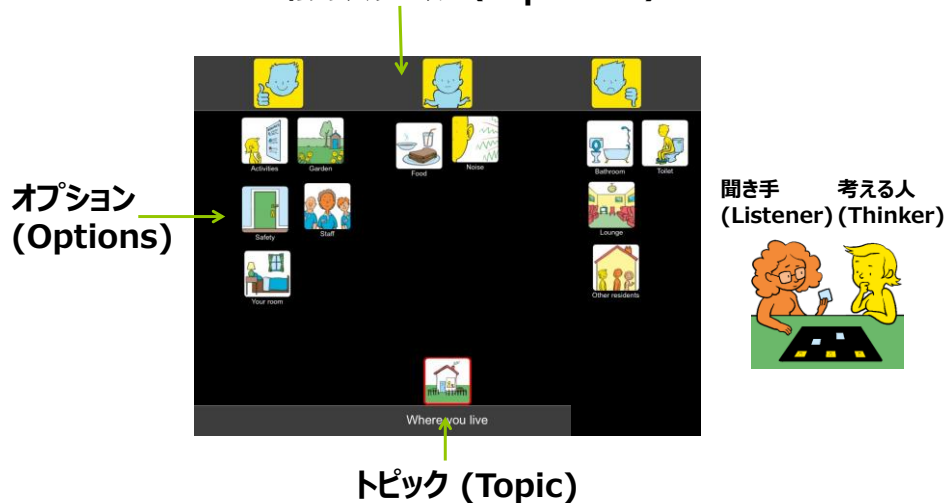 Activities
Garden
Food
Noise
Bathroom
Toilet
オプション
(Options)
Safety
Staff
Lounge
聞き手 考える人
(Listener) (Thinker)
Your room
Other residents
Where you live
トピック (Topic)